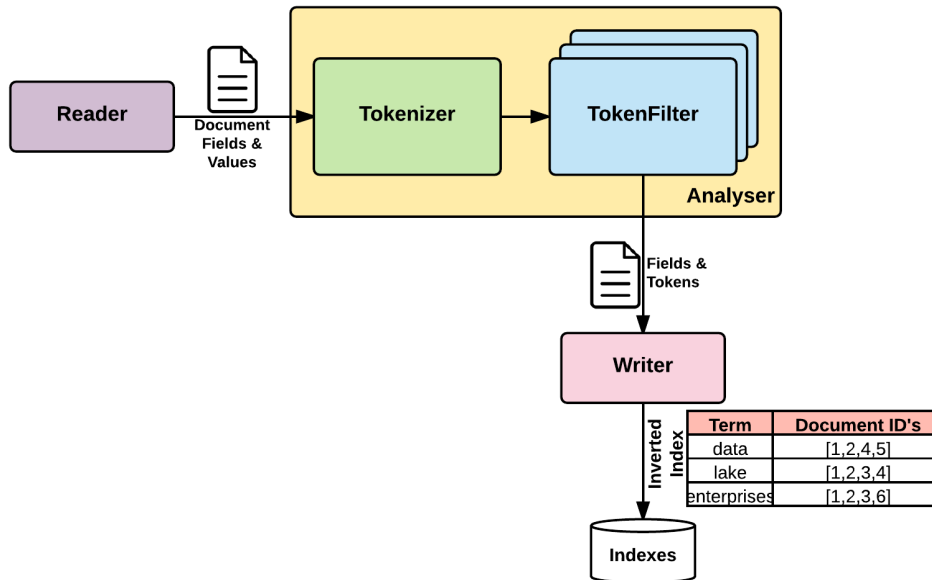 Reader
Document
Fields &
Values
Tokenizer
TokenFilter
Analyser
Fields &
Tokens
Writer
Inverted
Index
Term Document ID's
data [1,2,4,5]
lake [1,2,3,4]
enterprises [1,2,3,6]
Indexes